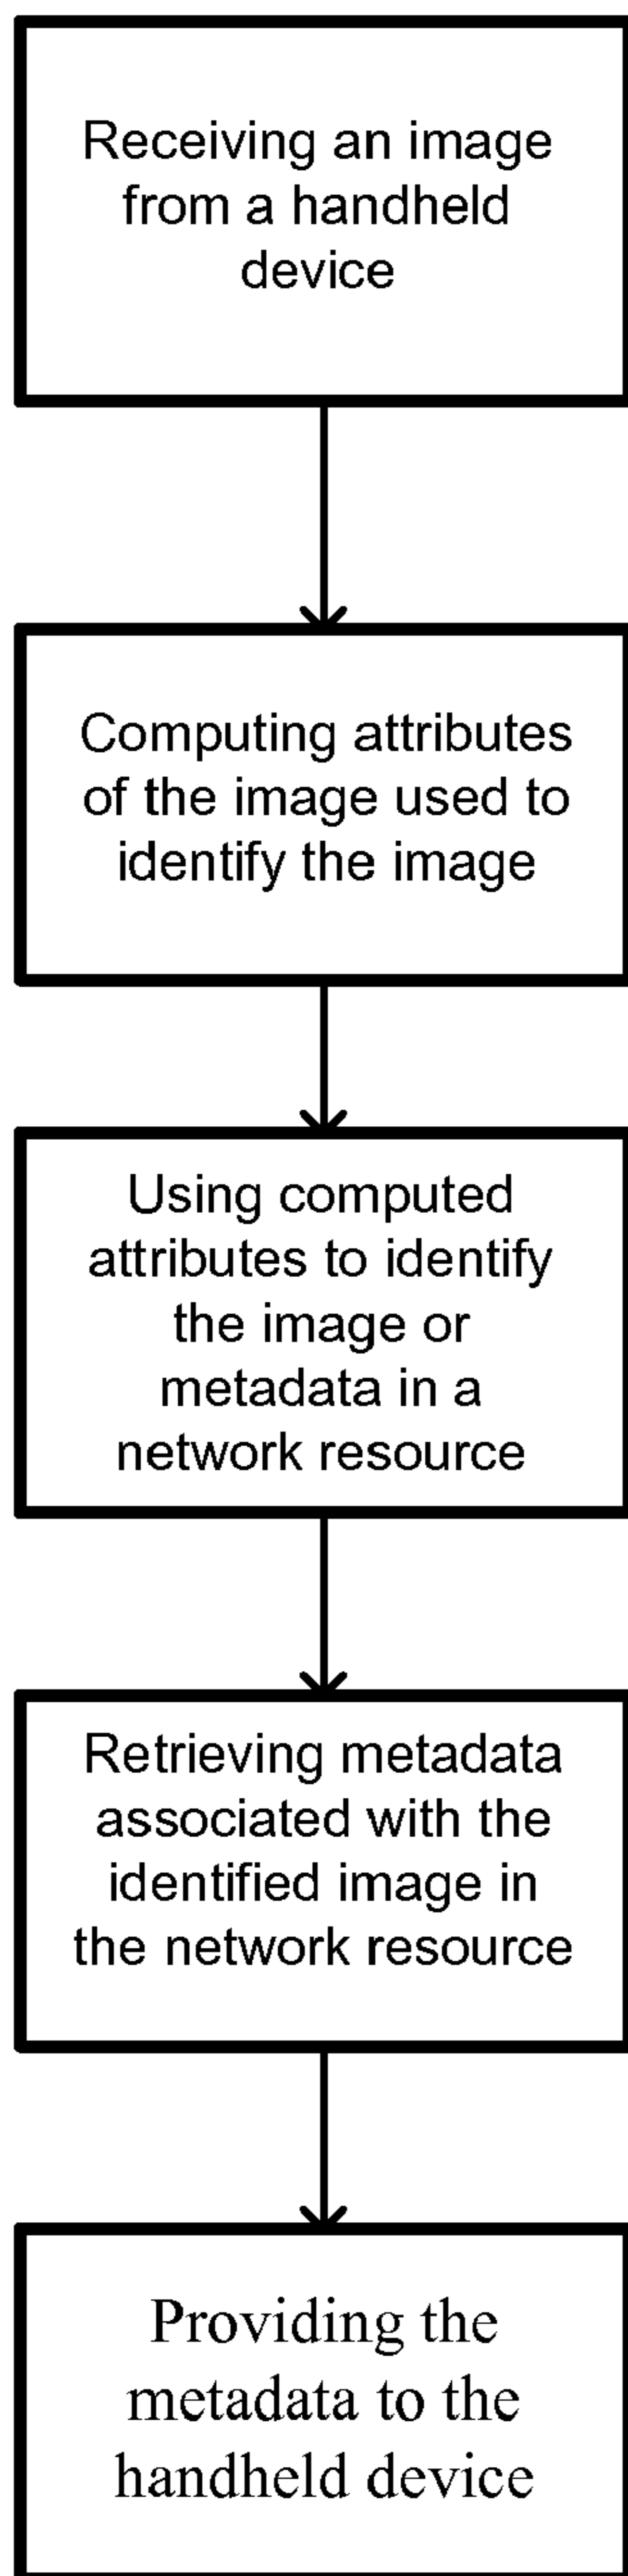 Receiving an image
from a handheld
device
Computing attributes
of the image used to
identify the image
Using computed
attributes to identify
the image or
metadata in a
network resource
Retrieving metadata
associated with the
identified image in
the network resource
Providing the
metadata to the
handheld device